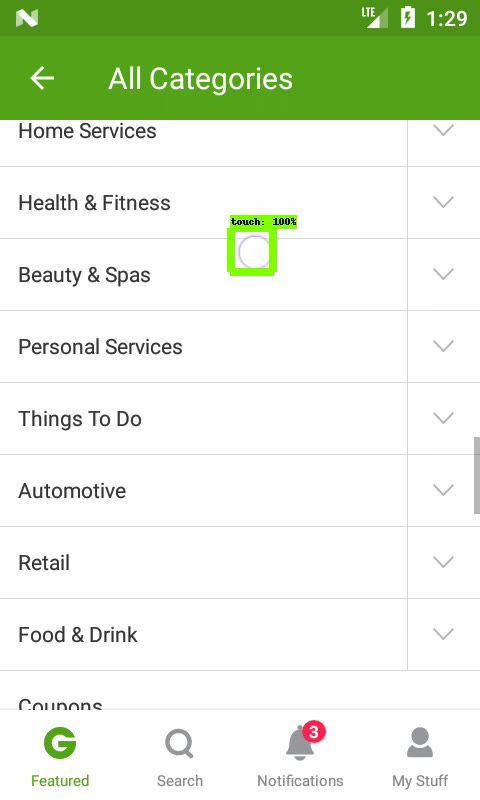 LTE 1:29
All Categories
Home Services
Health & Fitness
touch: 100%
Beauty & Spas
Personal Services
Things To Do
Automotive
Retail
Food & Drink
Coupons
3
Featured Search Notifications My Stuff